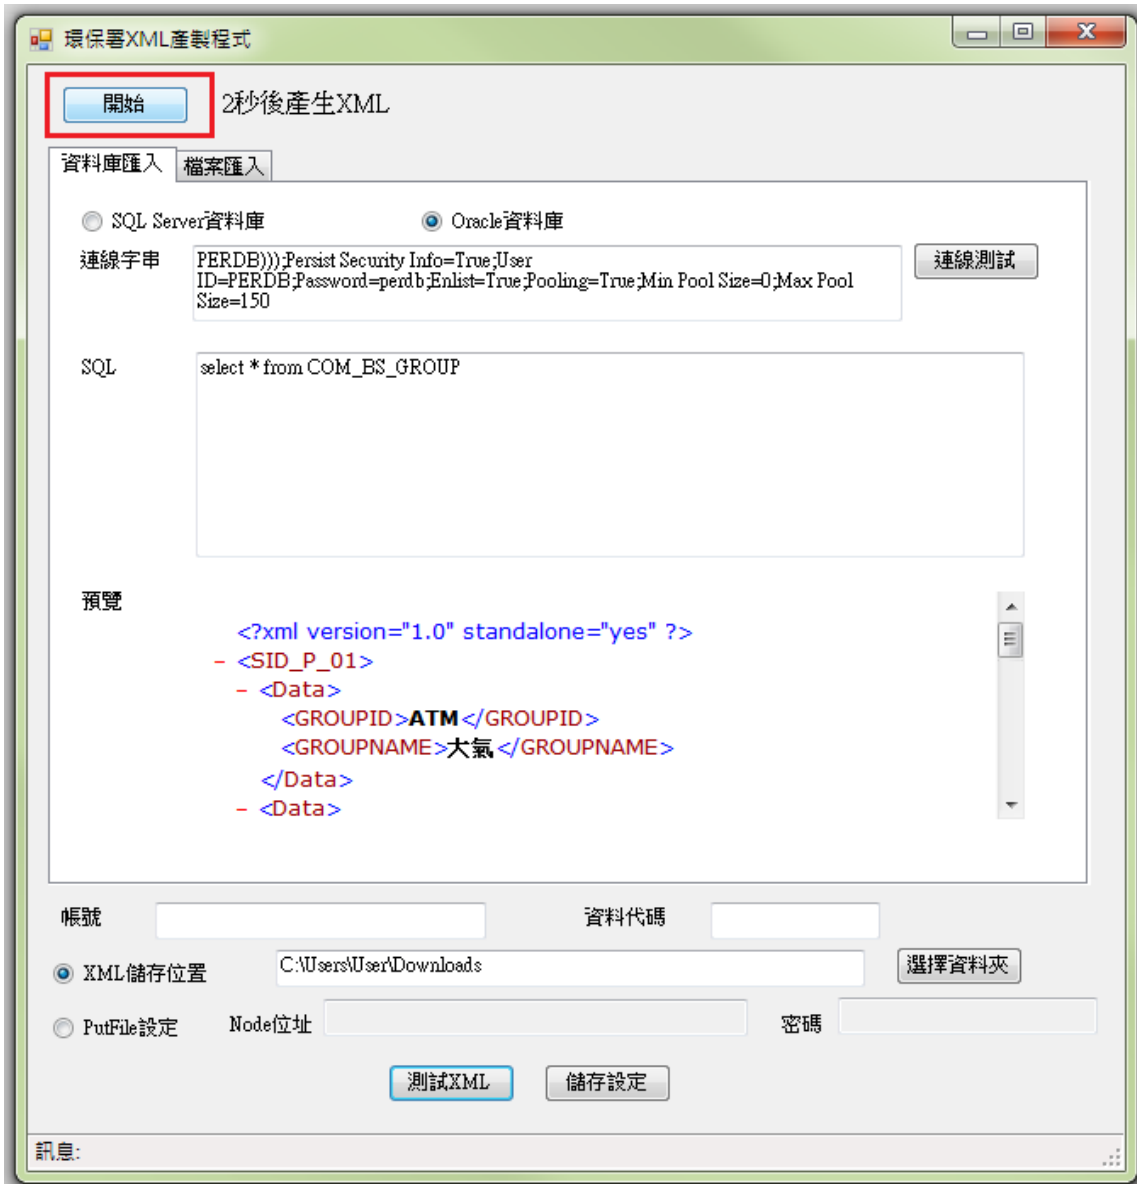 環保署XML產製程式
開始 2秒後產生XML
資料庫匯入 檔案匯入
SQL Server資料庫 Oracle資料庫
連線字串 PERDB)));Persist Security Info=True;User 連線測試
ID=PERDB;Password=perdb;Enlist=True;Pooling=True;Min Pool Size=0;Max Pool
Size=150
SQL select * from COM_BS_GROUP
預覽
<?xml version="1.0" standalone="yes" ?>
- <SID_P_01>
- <Data>
<GROUPID>ATM</GROUPID>
<GROUPNAME>大氣</GROUPNAME>
</Data>
- <Data>
帳號 資料代碼
XML儲存位置 C:\Users\User\Downloads 選擇資料夾
PutFile設定 Node位址 密碼
測試XML 儲存設定
訊息: